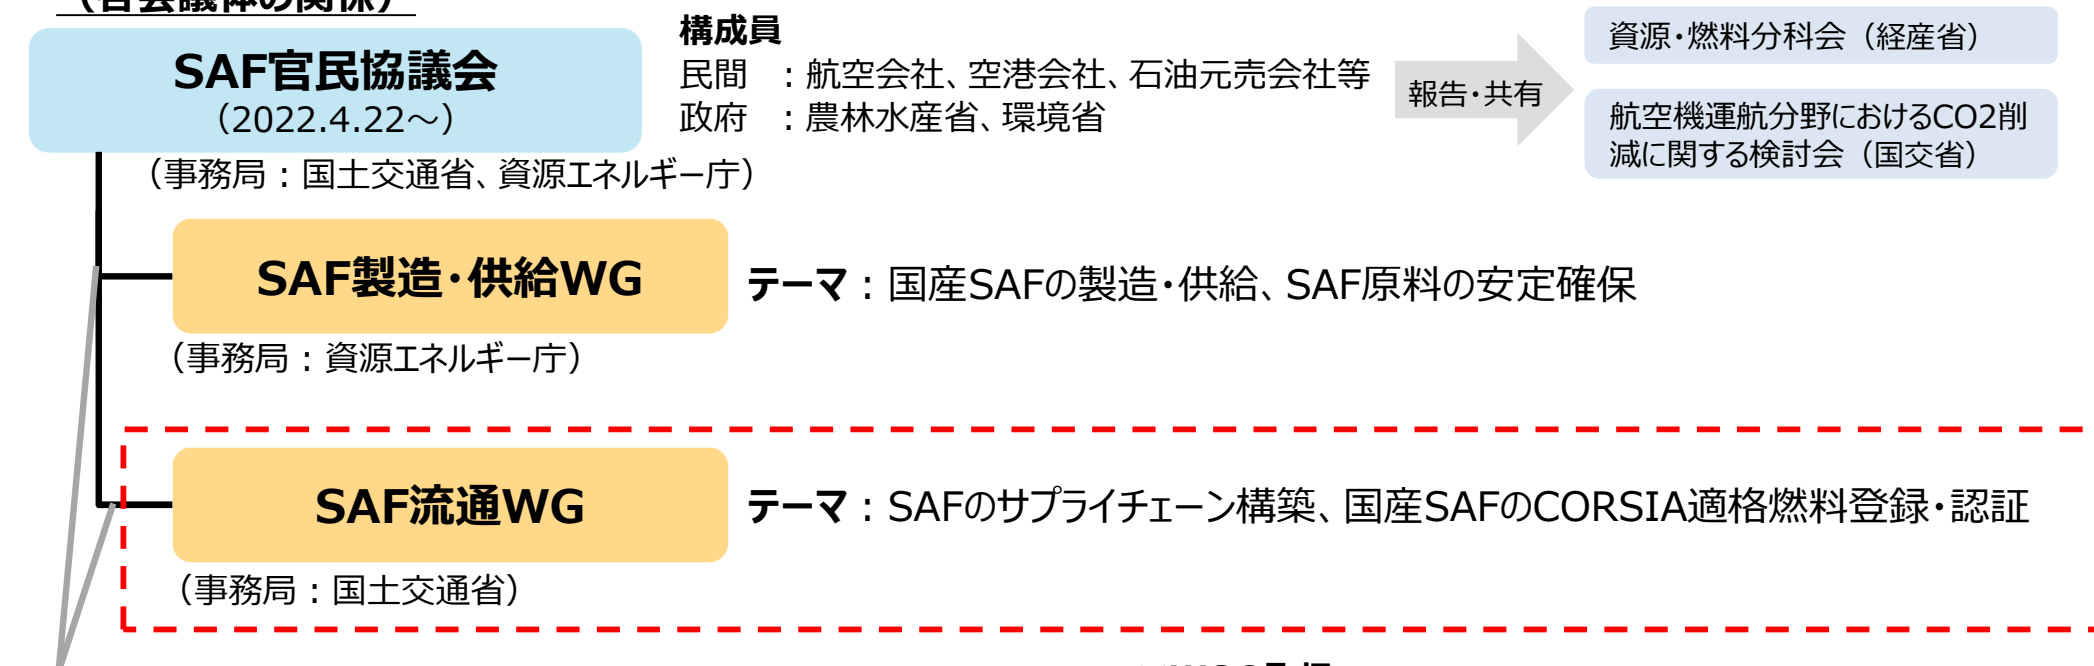 （各会議体の関係）
SAF官民協議会
（2022.4.22～）
（事務局：国土交通省、資源エネルギー庁）
構成員
民間　：航空会社、空港会社、石油元売会社等
政府　：農林水産省、環境省
報告・共有
資源・燃料分科会（経産省）
航空機運航分野におけるCO2削
減に関する検討会（国交省）
SAF製造・供給WG
テーマ：国産SAFの製造・供給、SAF原料の安定確保
（事務局：資源エネルギー庁）
SAF流通WG
テーマ：SAFのサプライチェーン構築、国産SAFのCORSIA適格燃料登録・認証
（事務局：国土交通省）